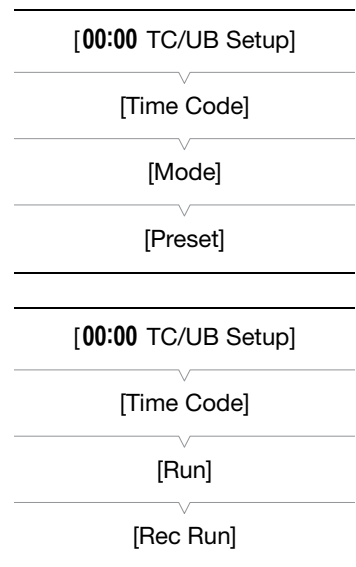 [00:00 TC/UB Setup]
[Time Code]
[Mode]
[Preset]
[00:00 TC/UB Setup]
[Time Code]
[Run]
[Rec Run]